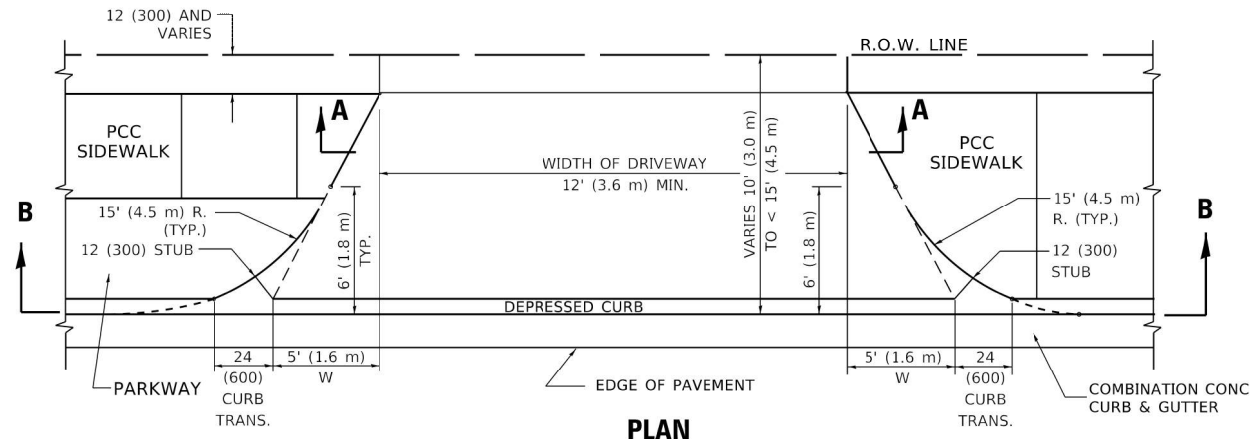 12 (300) AND
VARIES
R.O.W. LINE
A
A
PCC
SIDEWALK
PCC
SIDEWALK
WIDTH OF DRIVEWAY
12' (3.6 m) MIN.
VARIES 10' (3.0 m)
TO < 15' (4.5 m)
B
B
15' (4.5 m) R.
(TYP.)
12 (300) STUB
6' (1.8 m)
TYP.
6' (1.8 m)
15' (4.5 m)
R. (TYP.)
12 (300)
STUB
DEPRESSED CURB
24
(600)
CURB
TRANS.
5' (1.6 m)
W
5' (1.6 m)
W
24
(600)
CURB
TRANS.
PARKWAY
EDGE OF PAVEMENT
COMBINATION CONC
CURB & GUTTER
PLAN